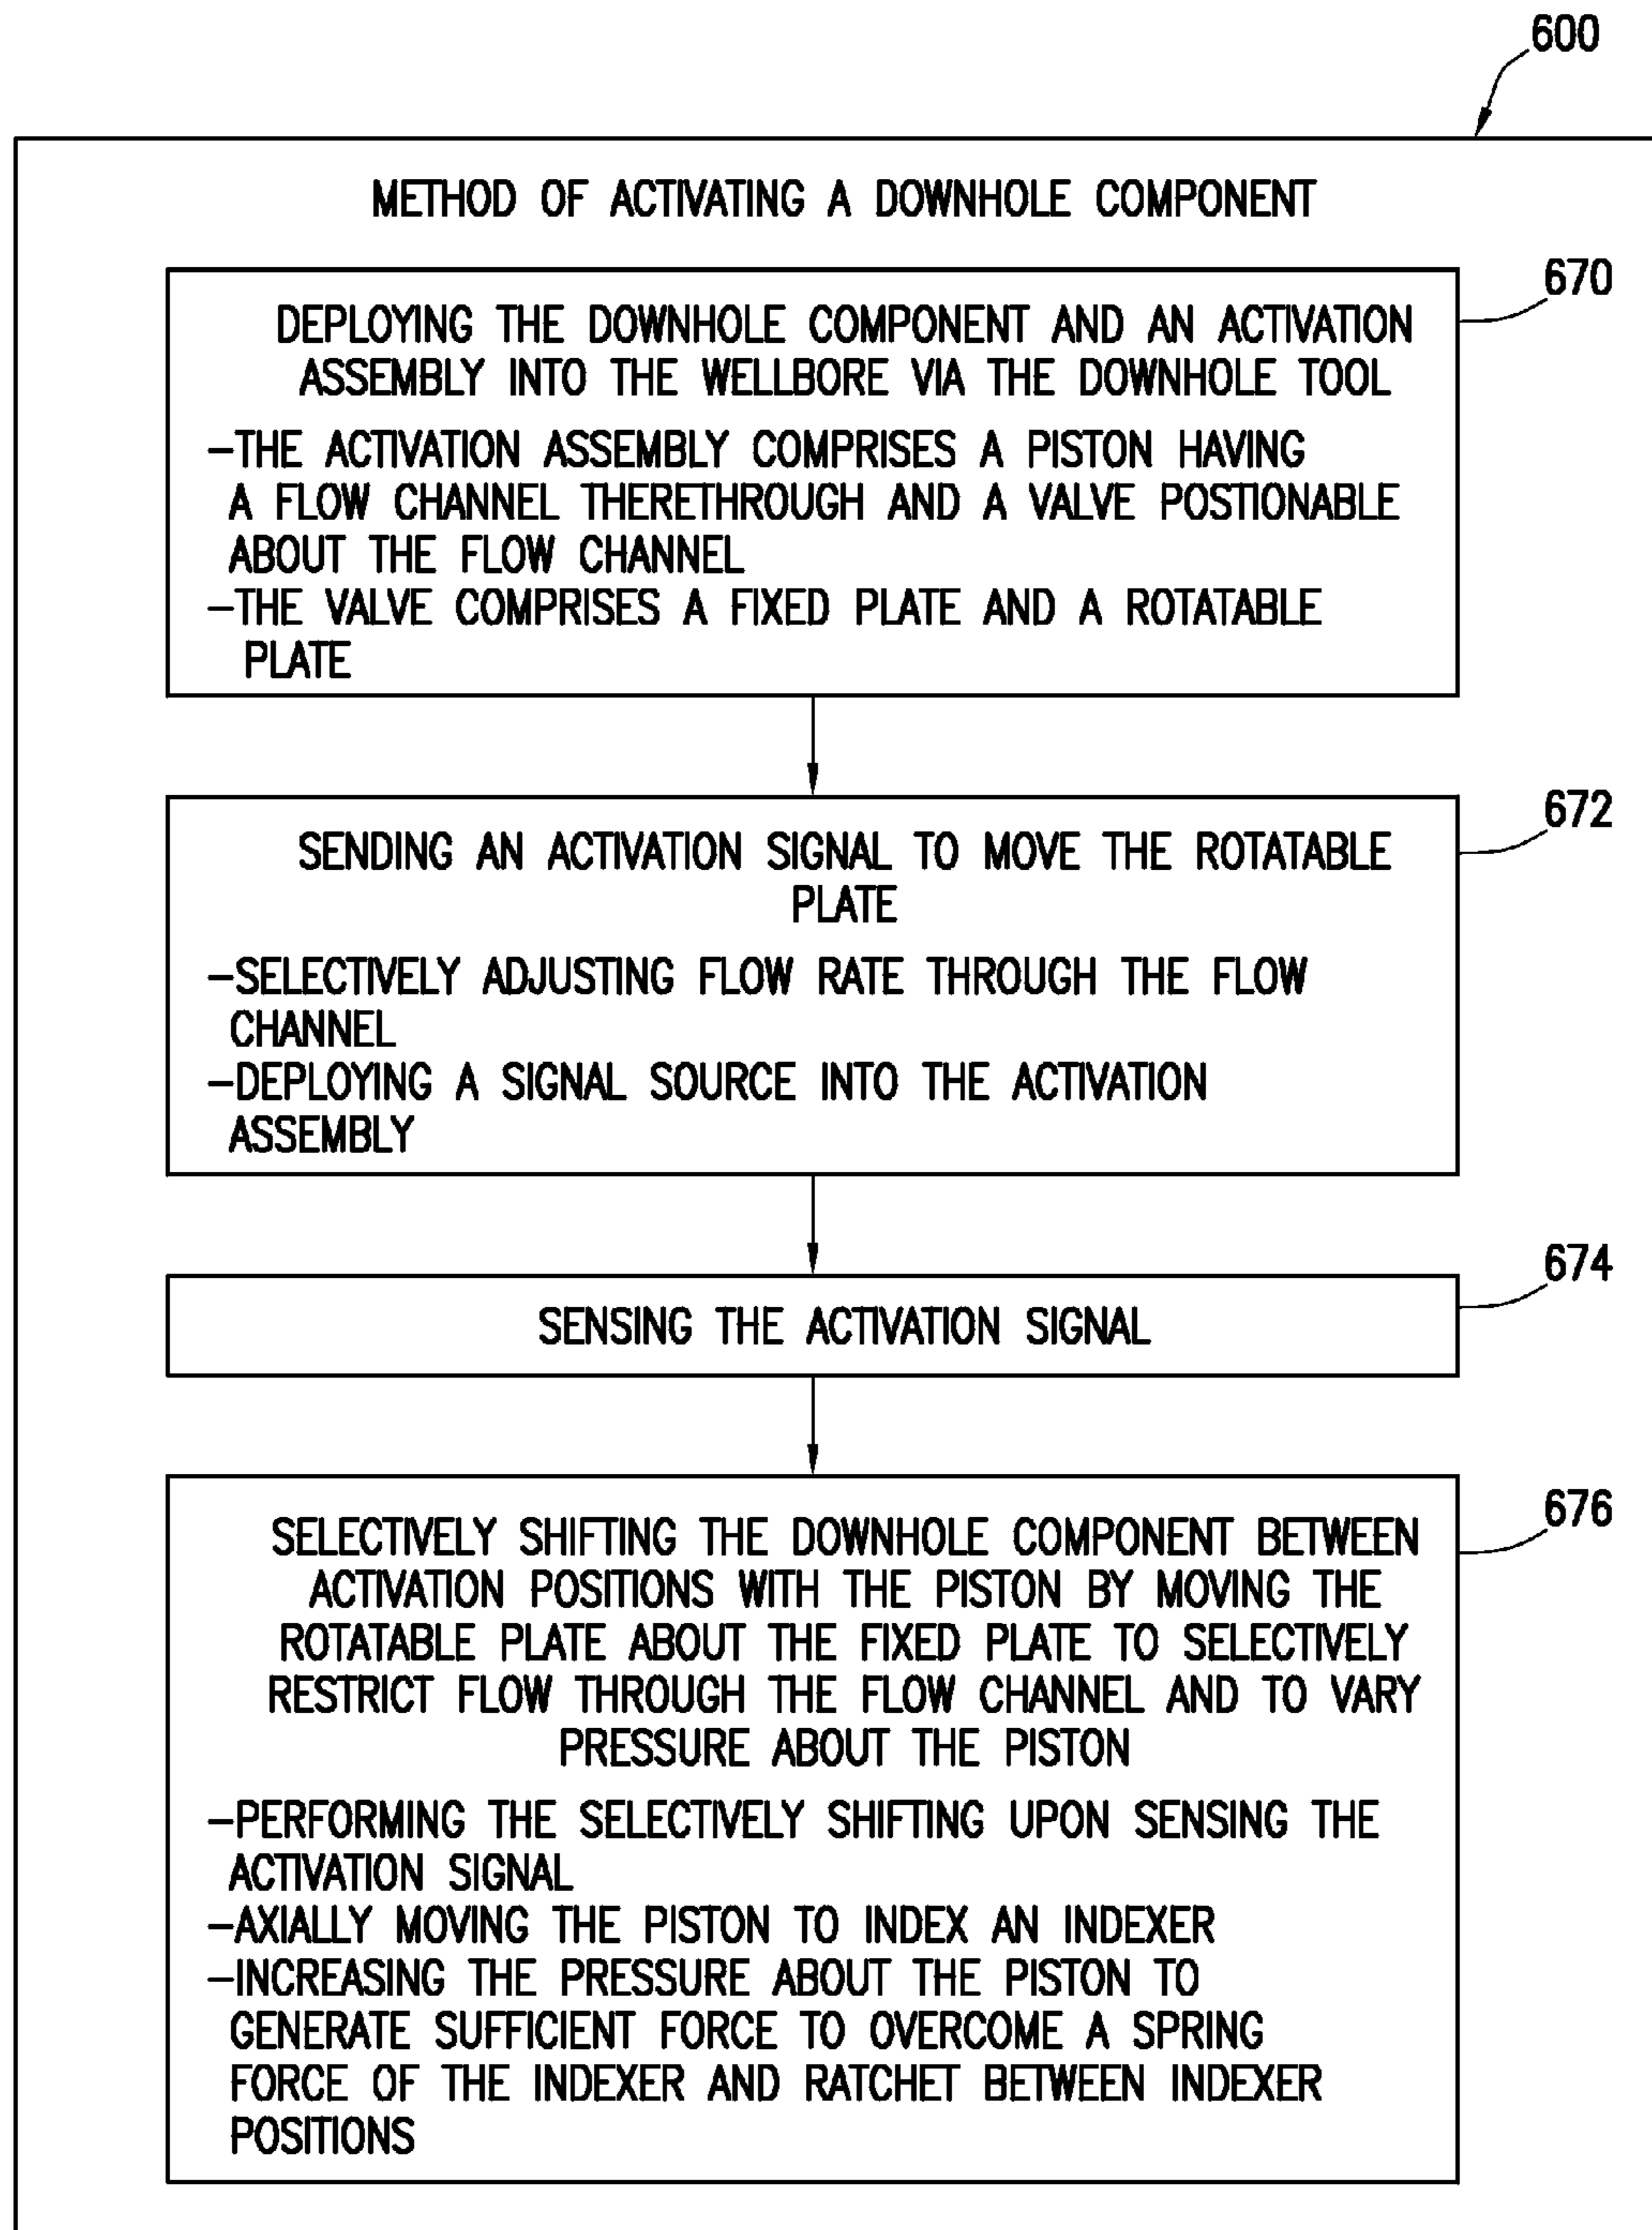 600
METHOD OF ACTIVATING A DOWNHOLE COMPONENT
670
DEPLOYING THE DOWNHOLE COMPONENT AND AN ACTIVATION
ASSEMBLY INTO THE WELLBORE VIA THE DOWNHOLE TOOL
-THE ACTIVATION ASSEMBLY COMPRISES A PISTON HAVING
A FLOW CHANNEL THERETHROUGH AND A VALVE POSTIONABLE
ABOUT THE FLOW CHANNEL
-THE VALVE COMPRISES A FIXED PLATE AND A ROTATABLE
PLATE
672
SENDING AN ACTIVATION SIGNAL TO MOVE THE ROTATABLE
PLATE
-SELECTIVELY ADJUSTING FLOW RATE THROUGH THE FLOW
CHANNEL
-DEPLOYING A SIGNAL SOURCE INTO THE ACTIVATION
ASSEMBLY
674
SENSING THE ACTIVATION SIGNAL
676
SELECTIVELY SHIFTING THE DOWNHOLE COMPONENT BETWEEN
ACTIVATION POSITIONS WITH THE PISTON BY MOVING THE
ROTATABLE PLATE ABOUT THE FIXED PLATE TO SELECTIVELY
RESTRICT FLOW THROUGH THE FLOW CHANNEL AND TO VARY
PRESSURE ABOUT THE PISTON
-PERFORMING THE SELECTIVELY SHIFTING UPON SENSING THE
ACTIVATION SIGNAL
-AXIALLY MOVING THE PISTON TO INDEX AN INDEXER
-INCREASING THE PRESSURE ABOUT THE PISTON TO
GENERATE SUFFICIENT FORCE TO OVERCOME A SPRING
FORCE OF THE INDEXER AND RATCHET BETWEEN INDEXER
POSITIONS